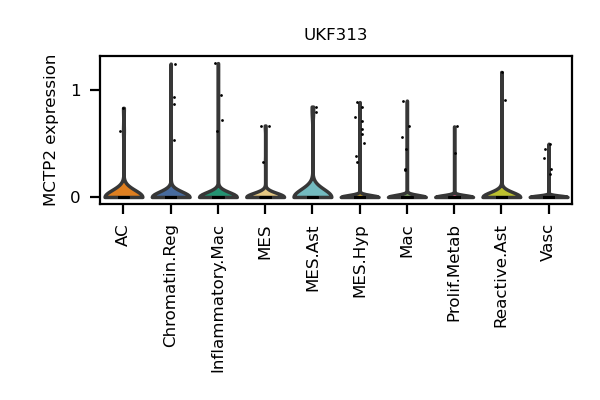 UKF313
MCTP2 expression
1
0
AC
Chromatin.Reg
Inflammatory.Mac
MES
MES.Ast
MES.Hyp
Mac
Prolif.Metab
Reactive.Ast
Vasc